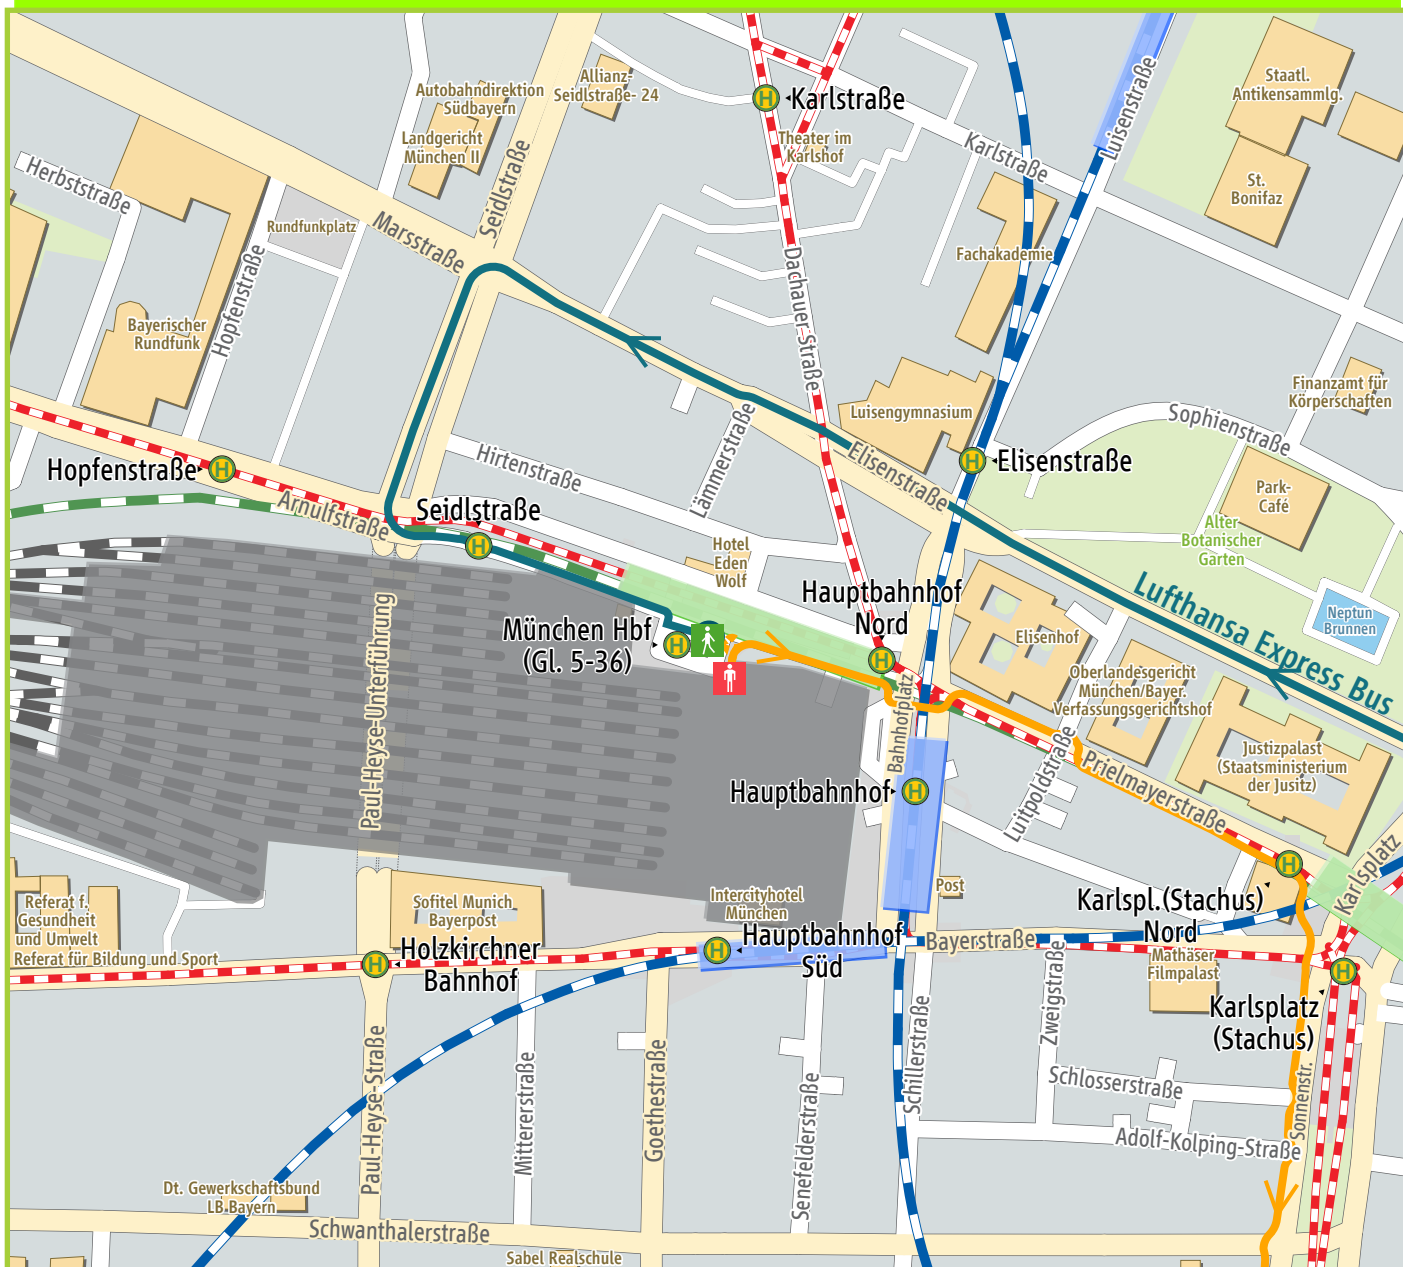 Autobahndirektion
Südbayern
Allianz-
Seidlstraße- 24
H
Karlstraße
Staatl.
Antikensammlg.
Landgericht
München II
Theater im
Karlshof
Luisenstraße
Karlstraße
Herbststraße
Seidlstraße
St.
Bonifaz
Rundfunkplatz
Marsstraße
Hopfenstraße
Fachakademie
Dachauer-Straße
Bayerischer
Rundfunk
Finanzamt für
Körperschaften
Luisengymnasium
Sophienstraße
Lämmerstraße
Hirtenstraße
Elisenstraße
H
Elisenstraße
Hopfenstraße
H
Arnulfstraße
Seidlstraße
H
Park-
Café
Alter
Botanischer
Garten
Hotel
Eden
Wolf
Hauptbahnhof
Nord
H
Lufthansa Express Bus
Neptun
Brunnen
München Hbf
(Gl. 5-36)
H
Elisenhof
Paul-Heyse-Unterführung
Oberlandesgericht
München/Bayer.
Verfassungsgerichtshof
Bahnhofplatz
Luitpoldstraße
Prielmayerstraße
Justizpalast
(Staatsministerium
der Jusitz)
Hauptbahnhof
H
H
Karlsplatz
Referat f.
Gesundheit
und Umwelt
Referat für Bildung und Sport
Sofitel Munich
Bayerpost
Intercityhotel
München
Post
Karlspl.(Stachus)
Nord
Holzkirchner
Bahnhof
H
H
Hauptbahnhof
Süd
Bayerstraße
Mathäser
Filmpalast
H
Karlsplatz
(Stachus)
Zweigstraße
Schillerstraße
Paul-Heyse-Straße
Mittererstraße
Goethestraße
Senefelderstraße
Schlosserstraße
Sonnenstr.
Adolf-Kolping-Straße
Dt. Gewerkschaftsbund
LB Bayern
Schwanthalerstraße
Sabel Realschule